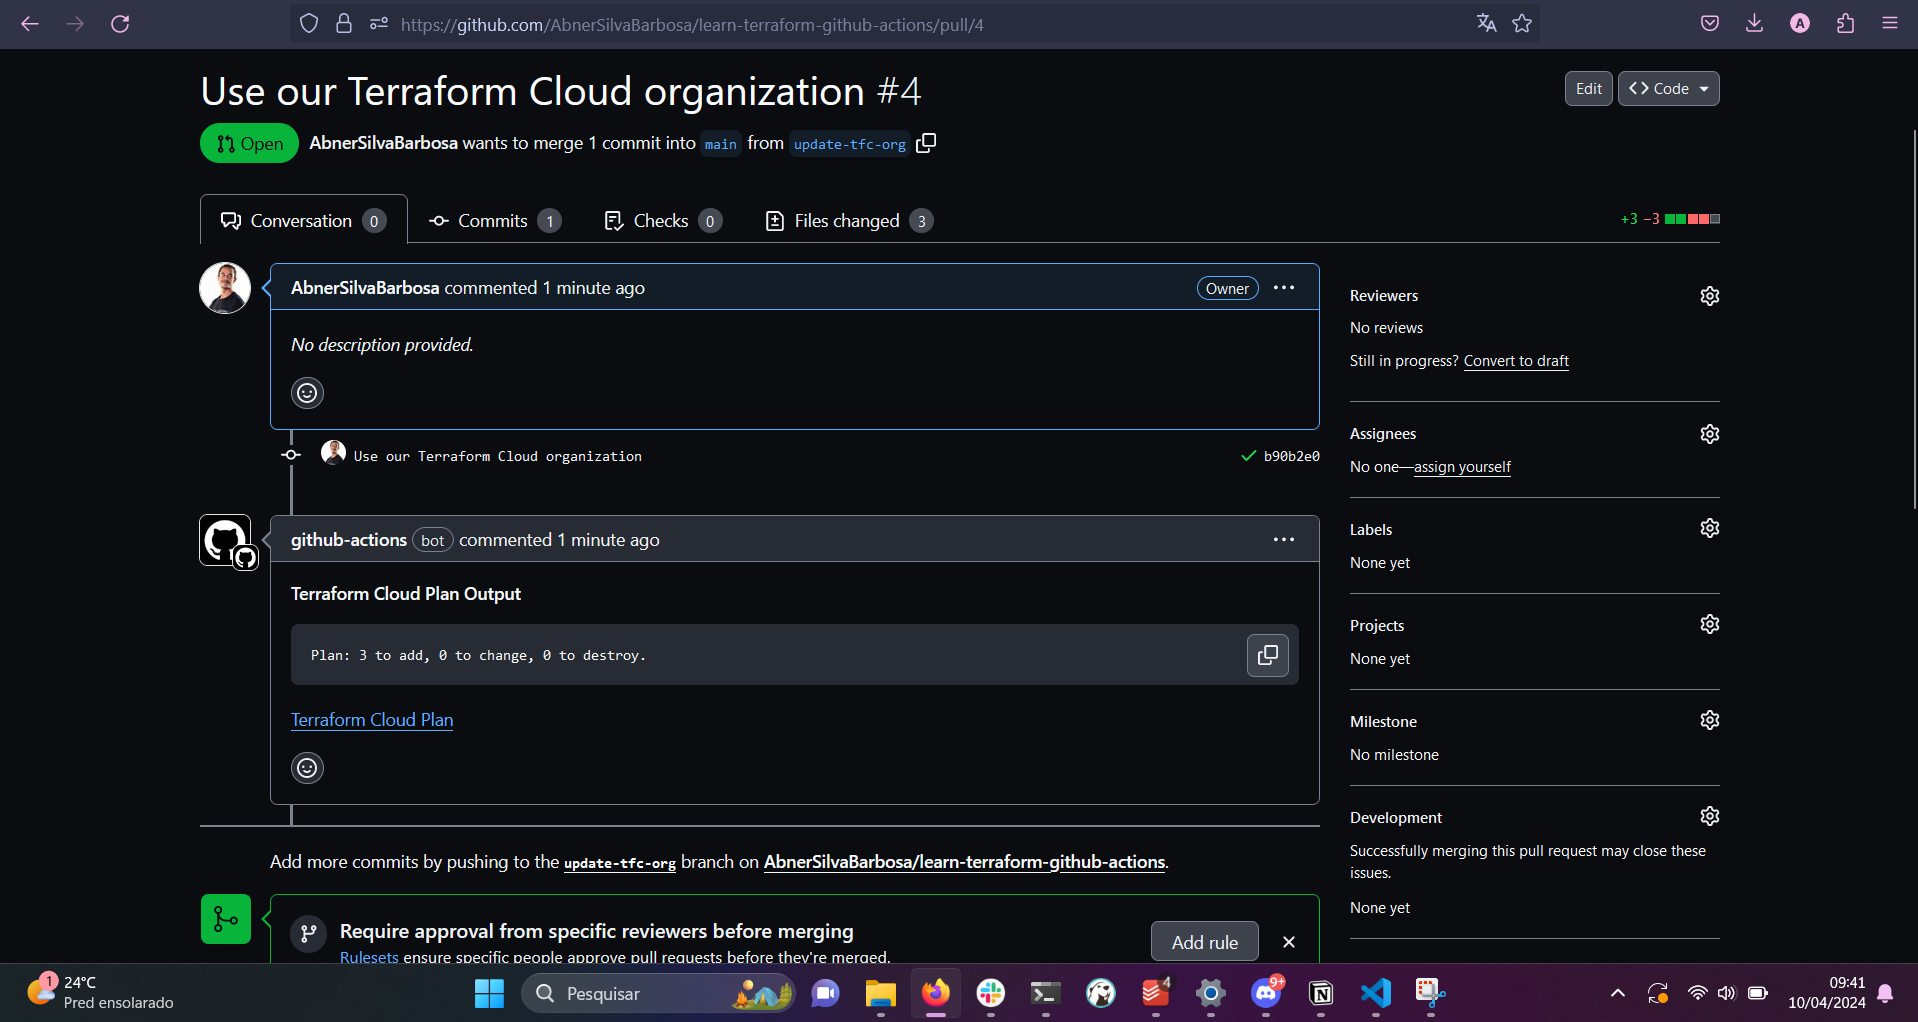 https://github.com/AbnerSilvaBarbosa/learn-terraform-github-actions/pull/4
A
Use our Terraform Cloud organization #4
Edit
Code
Open
AbnerSilvaBarbosa wants to merge 1 commit into main from update-tfc-org
Conversation 0
Commits 1
Checks 0
Files changed 3
+3 −3
AbnerSilvaBarbosa commented 1 minute ago
Owner
No description provided.
Use our Terraform Cloud organization
b90b2e0
github-actions bot commented 1 minute ago
Terraform Cloud Plan Output
Plan: 3 to add, 0 to change, 0 to destroy.
Terraform Cloud Plan
Add more commits by pushing to the update-tfc-org branch on AbnerSilvaBarbosa/learn-terraform-github-actions.
Require approval from specific reviewers before merging
Rulesets ensure specific people approve pull requests before they're merged.
Add rule
Reviewers
No reviews
Still in progress? Convert to draft
Assignees
No one—assign yourself
Labels
None yet
Projects
None yet
Milestone
No milestone
Development
Successfully merging this pull request may close these
issues.
None yet
1
24°C
Pred ensolarado
Pesquisar
4
9+
09:41
10/04/2024